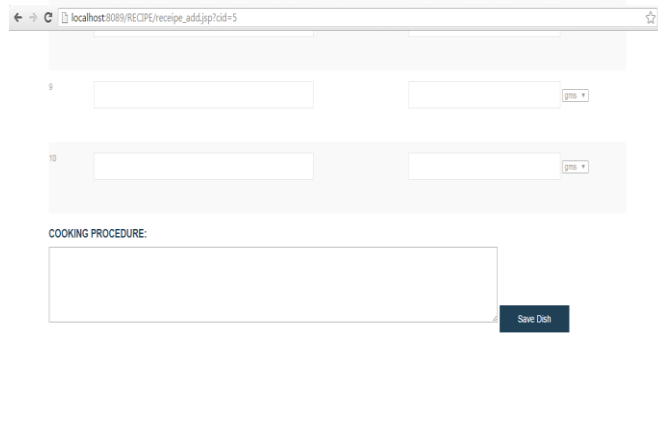 localhost:8089/RECIPE/receipe_add.jsp?cid=5
9
gms
10
gms
COOKING PROCEDURE:
Save Dish